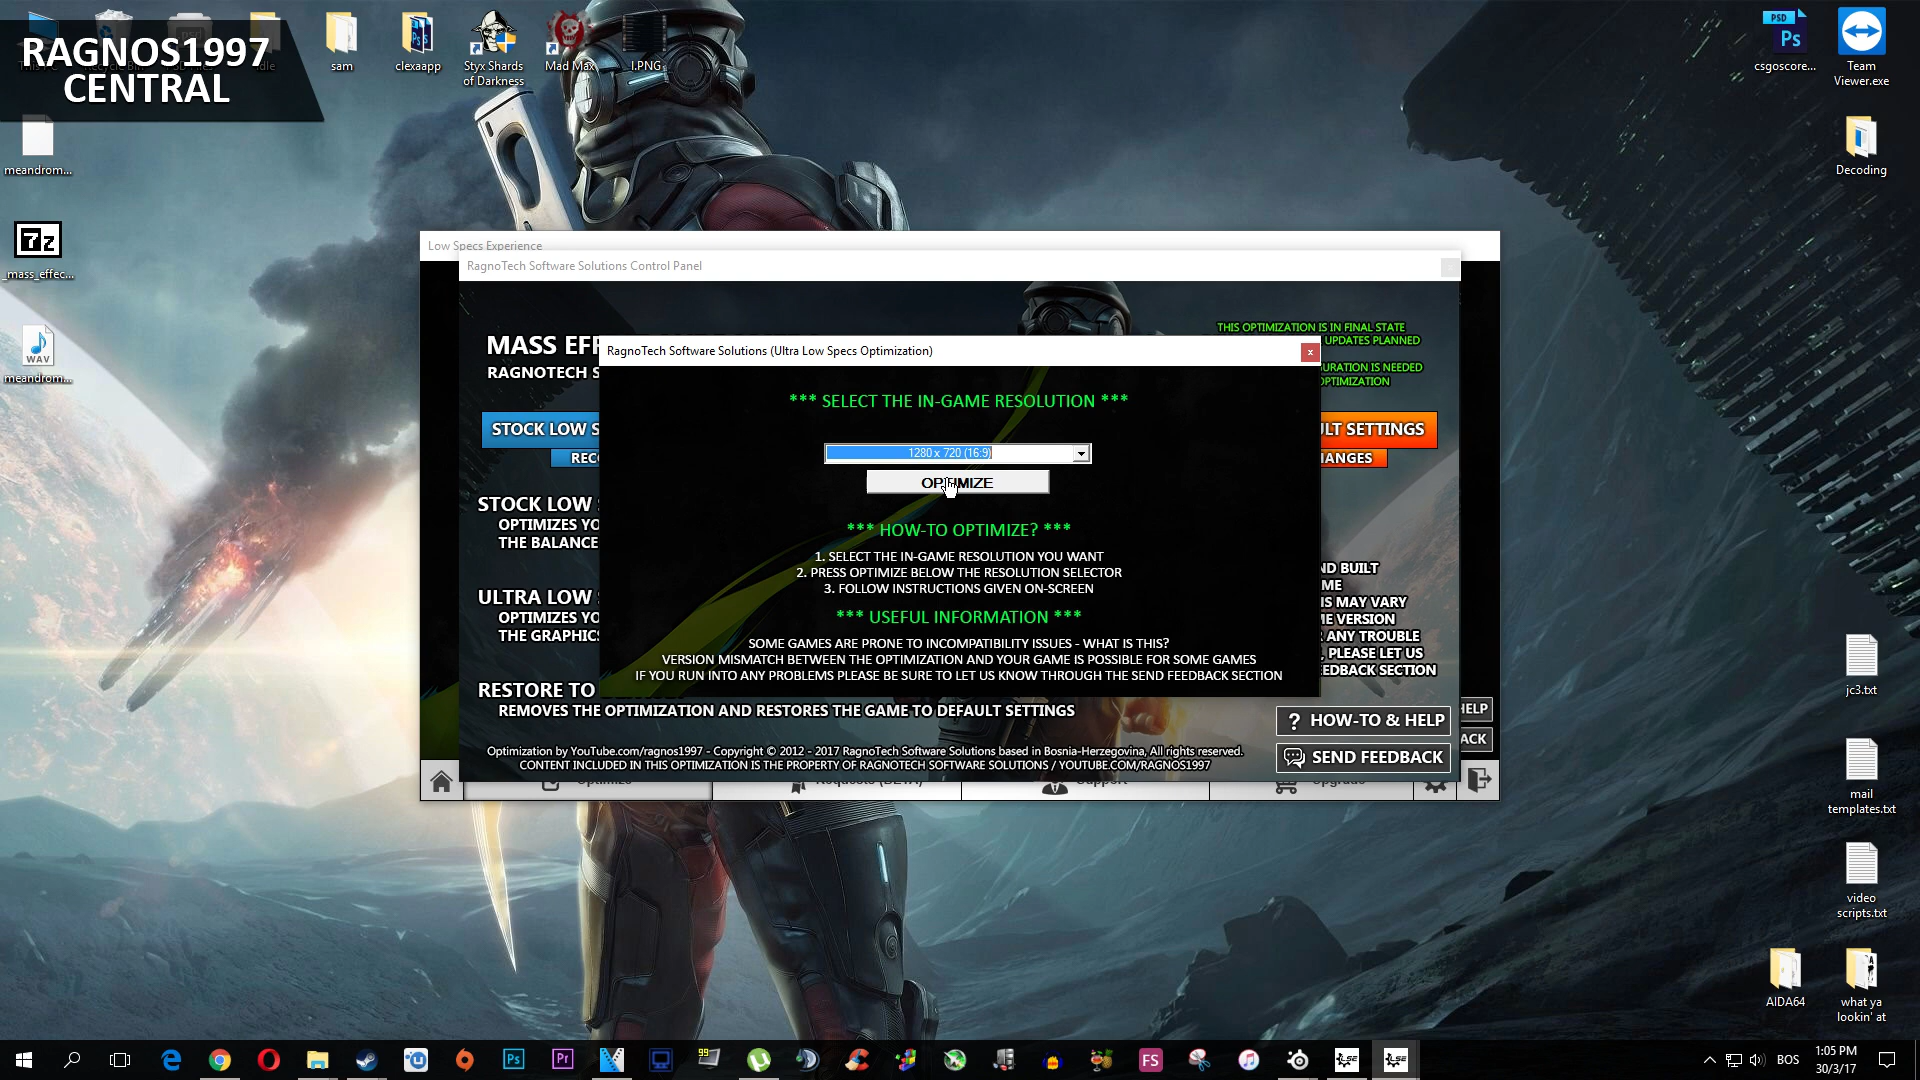 RAGNOS1997
CENTRAL
sam
clexaapp
Styx Shards
of Darkness
Mad Max
I.PNG
csgoscore...
Team
Viewer.exe
meandrom...
Decoding
_mass_effec...
WAV
meandrom...
Low Specs Experience
RagnoTech Software Solutions Control Panel
THIS OPTIMIZATION IS IN FINAL STATE
UPDATES PLANNED
MASS EFF
RAGNOTECH S
URATION IS NEEDED
OPTIMIZATION
STOCK LOW S
RECO
ULT SETTINGS
ANGES
RagnoTech Software Solutions (Ultra Low Specs Optimization)
*** SELECT THE IN-GAME RESOLUTION ***
1280 x 720 (16:9)
OPTIMIZE
*** HOW-TO OPTIMIZE? ***
1. SELECT THE IN-GAME RESOLUTION YOU WANT
2. PRESS OPTIMIZE BELOW THE RESOLUTION SELECTOR
3. FOLLOW INSTRUCTIONS GIVEN ON-SCREEN
*** USEFUL INFORMATION ***
SOME GAMES ARE PRONE TO INCOMPATIBILITY ISSUES - WHAT IS THIS?
VERSION MISMATCH BETWEEN THE OPTIMIZATION AND YOUR GAME IS POSSIBLE FOR SOME GAMES
IF YOU RUN INTO ANY PROBLEMS PLEASE BE SURE TO LET US KNOW THROUGH THE SEND FEEDBACK SECTION
STOCK LOW
OPTIMIZES YO
THE BALANCE
ULTRA LOW
OPTIMIZES YO
THE GRAPHICS
ND BUILT
ME
S MAY VARY
ME VERSION
ANY TROUBLE
, PLEASE LET US
EDBACK SECTION
RESTORE TO
REMOVES THE OPTIMIZATION AND RESTORES THE GAME TO DEFAULT SETTINGS
? HOW-TO & HELP
HELP
SEND FEEDBACK
ACK
Optimization by YouTube.com/ragnos1997 - Copyright © 2012 - 2017 RagnoTech Software Solutions based in Bosnia-Herzegovina, All rights reserved.
CONTENT INCLUDED IN THIS OPTIMIZATION IS THE PROPERTY OF RAGNOTECH SOFTWARE SOLUTIONS / YOUTUBE.COM/RAGNOS1997
Optimize
Requests (BETA)
Support
Upgrade
jc3.txt
mail
templates.txt
video
scripts.txt
AIDA64
what ya
lookin' at
BOS
1:05 PM
30/3/17